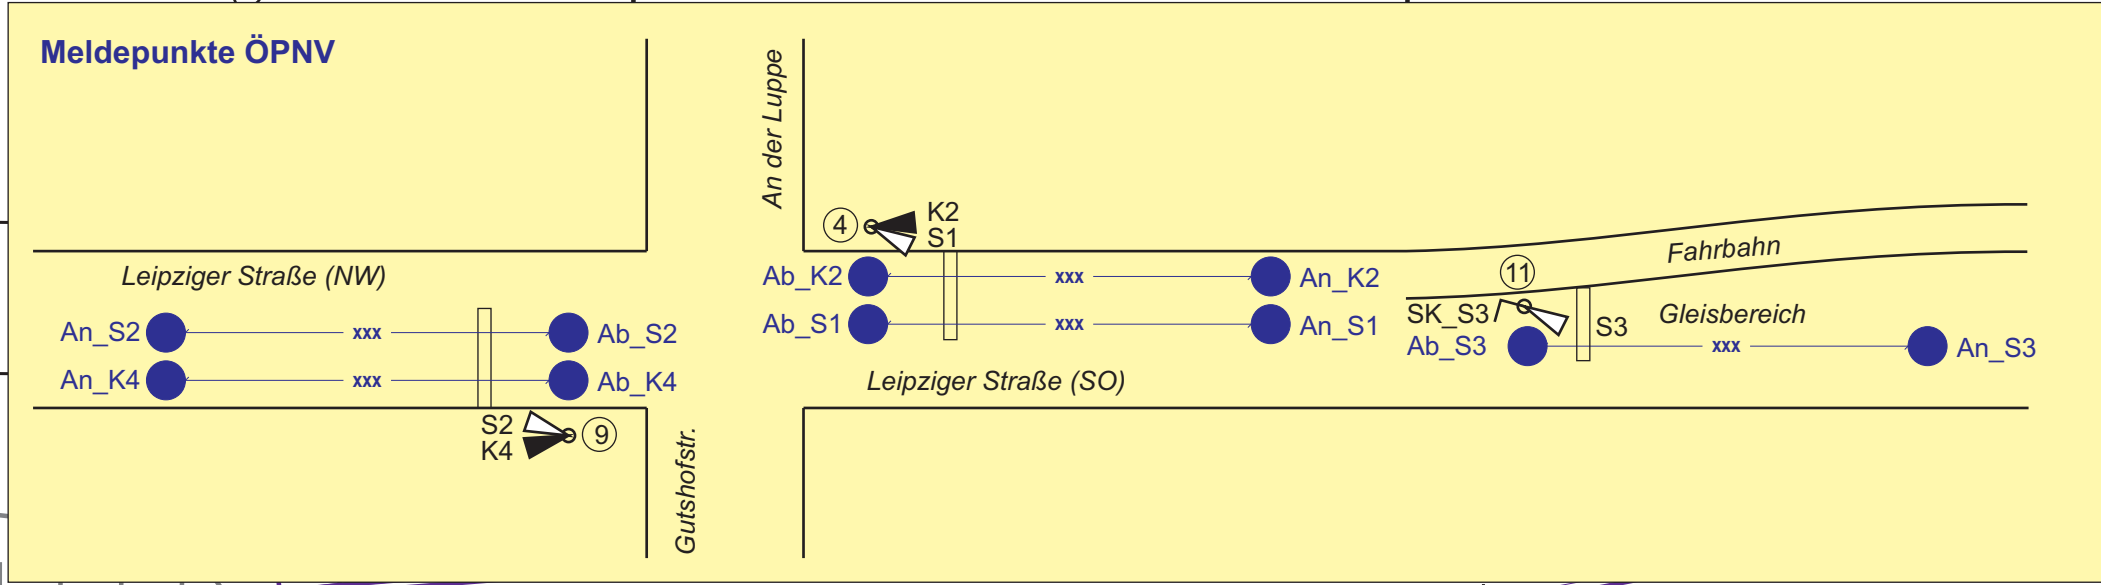 Meldepunkte ÖPNV
An der Luppe
4
K2
S1
Leipziger Straße (NW)
Ab_K2
xxx
An_K2
Ab_S1
xxx
An_S1
11
Fahrbahn
SK_S3
S3
Gleisbereich
Ab_S3
xxx
An_S3
An_S2
xxx
Ab_S2
An_K4
xxx
Ab_K4
Leipziger Straße (SO)
S2
K4
9
Gutshofstr.